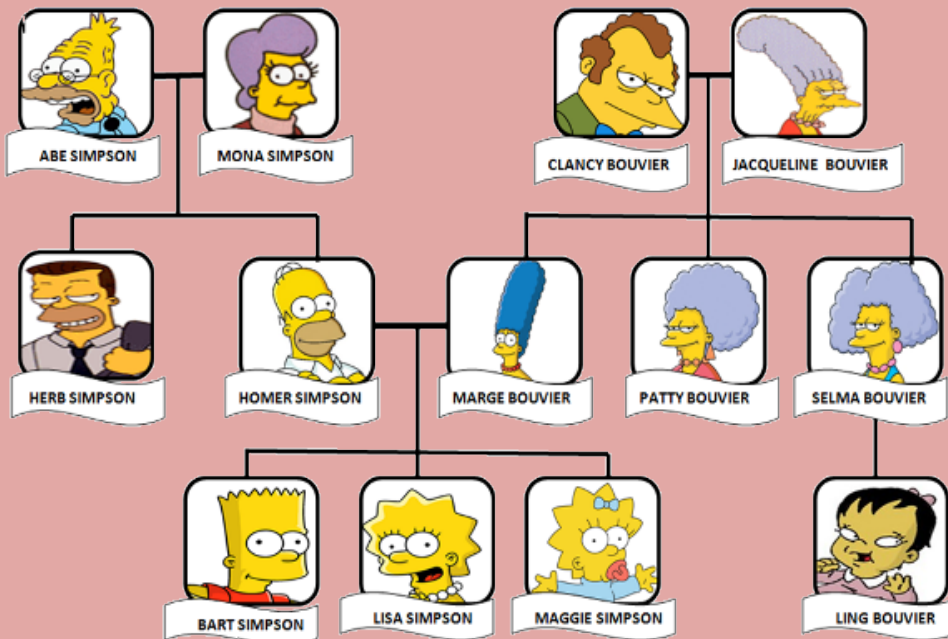 ABE SIMPSON
MONA SIMPSON
CLANCY BOUVIER
JACQUELINE BOUVIER
HERB SIMPSON
HOMER SIMPSON
MARGE BOUVIER
PATTY BOUVIER
SELMA BOUVIER
BART SIMPSON
LISA SIMPSON
MAGGIE SIMPSON
LING BOUVIER